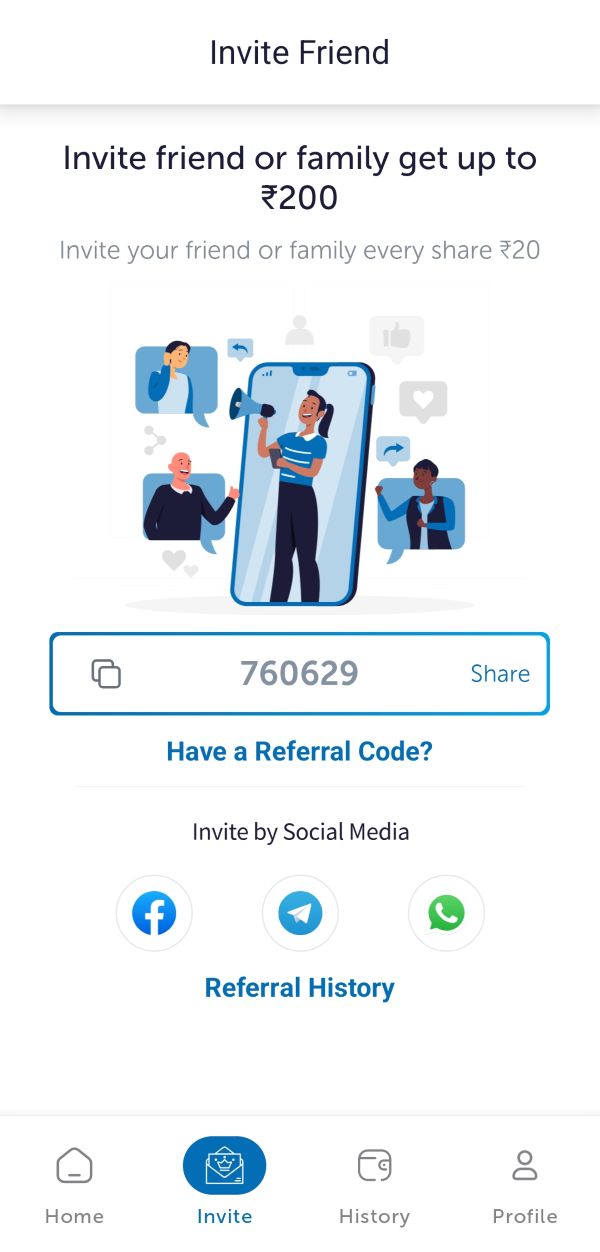 Invite Friend
Invite friend or family get up to
₹200
Invite your friend or family every share ₹20
760629
Share
Have a Referral Code?
Invite by Social Media
Referral History
Home
Invite
History
Profile